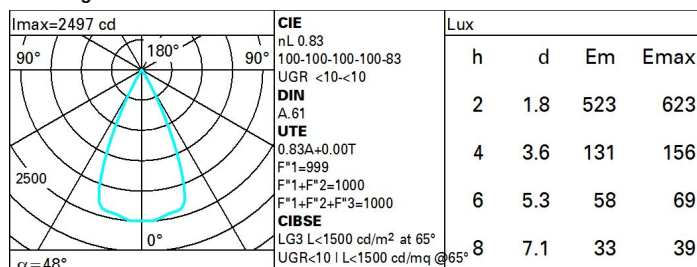 Imax=2497 cd
90°
180°
90°
2500
0°
α=48°
CIE
nL 0.83
100-100-100-100-83
UGR <10-<10
DIN
A.61
UTE
0.83A+0.00T
F"1=999
F"1+F"2=1000
F"1+F"2+F"3=1000
CIBSE
LG3 L<1500 cd/m² at 65°
UGR<10 | L<1500 cd/mq @65°
Lux
h d Em Emax
2 1.8 523 623
4 3.6 131 156
6 5.3 58 69
8 7.1 33 39